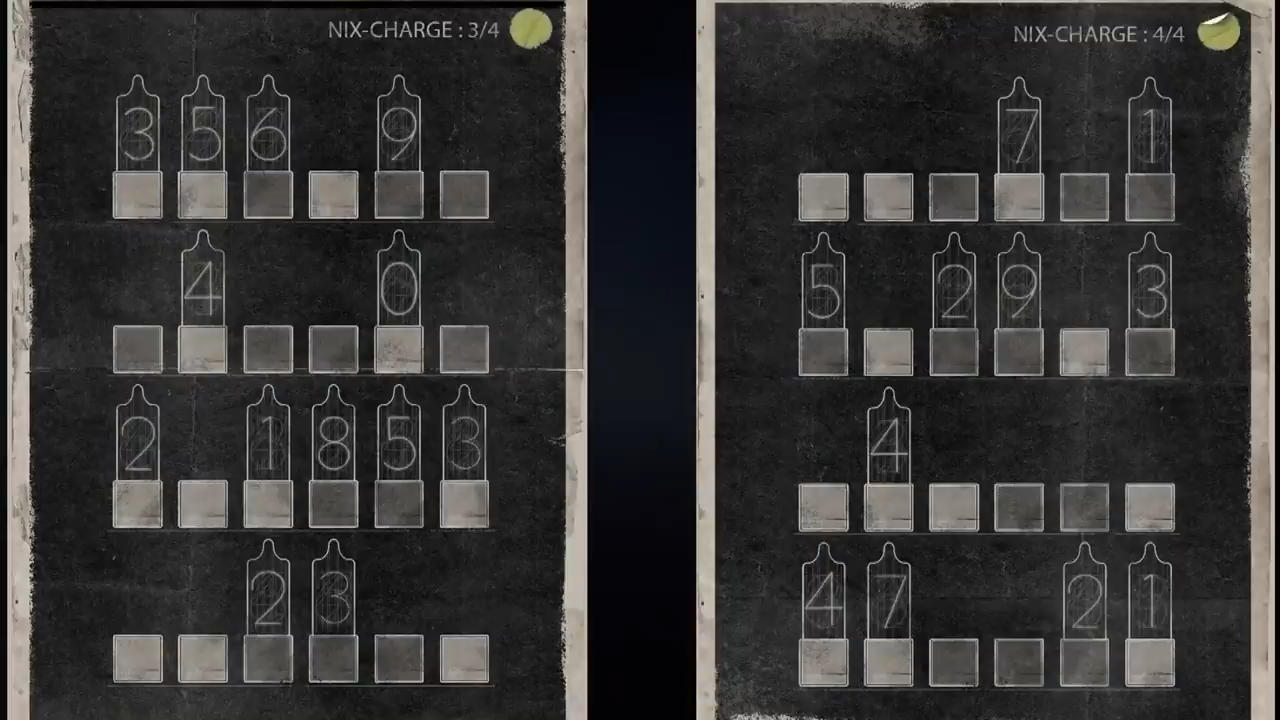 NIX-CHARGE : 3/4
3 5 6 9
4 0
2 1 8 5 3
2 3
NIX-CHARGE : 4/4
7 1
5 2 9 3
4
4 7 2 1